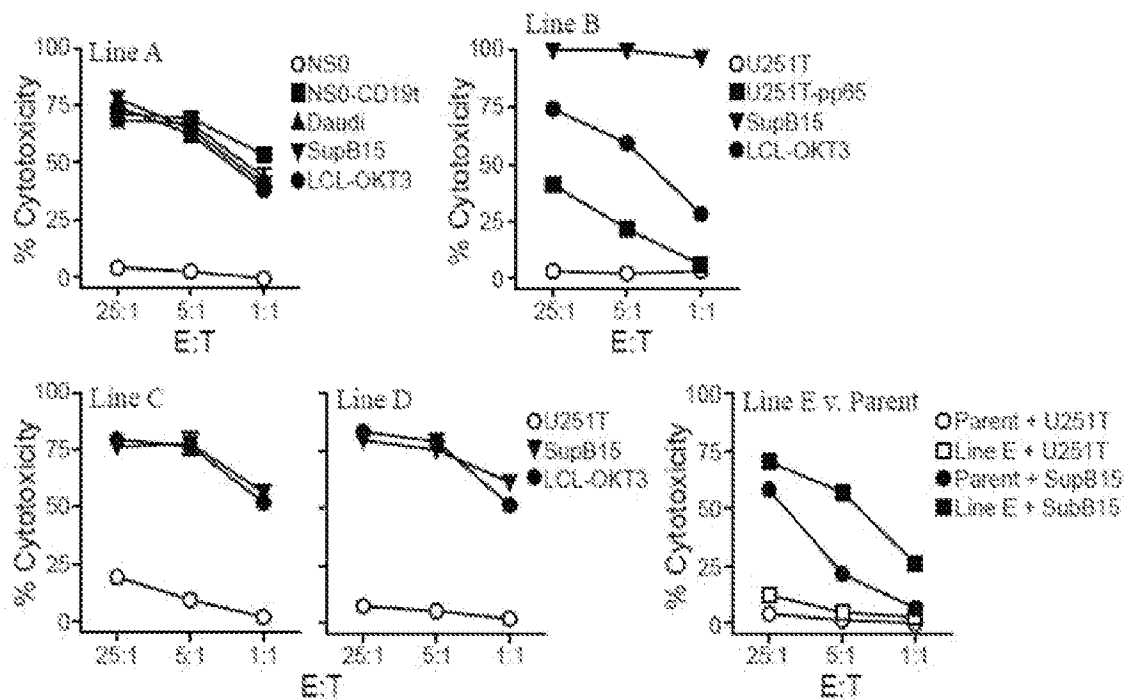 Line A
% Cytotoxicity
100
75
50
25
0
25:1
5:1
1:1
E:T
NS0
NS0-CD19t
Daudi
SupB15
LCL-OKT3
Line B
% Cytotoxicity
100
75
50
25
0
25:1
5:1
1:1
E:T
U251T
U251T-pp65
SupB15
LCL-OKT3
Line C
% Cytotoxicity
100
75
50
25
0
25:1
5:1
1:1
Line D
25:1
5:1
1:1
E:T
U251T
SupB15
LCL-OKT3
Line E v. Parent
% Cytotoxicity
100
75
50
25
0
25:1
5:1
1:1
E:T
Parent + U251T
Line E + U251T
Parent + SupB15
Line E + SubB15